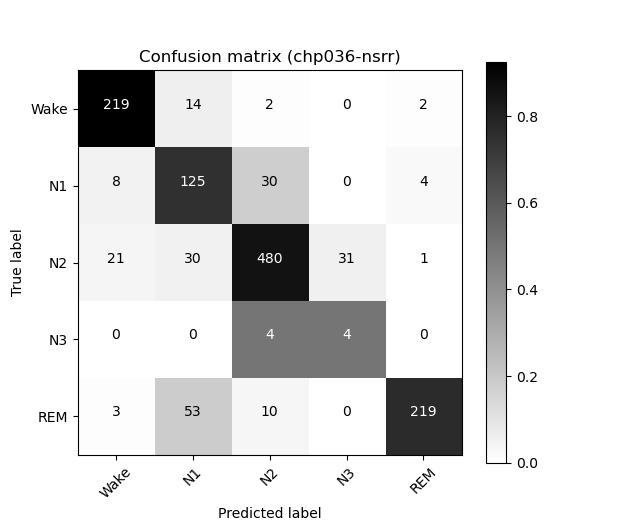 Confusion matrix (chp036-nsrr)
Wake 219 14 2 0 2
N1 8 125 30 0 4
N2 21 30 480 31 1
N3 0 0 4 4 0
REM 3 53 10 0 219
Wake N1 N2 N3 REM
True label
Predicted label
0.8
0.6
0.4
0.2
0.0